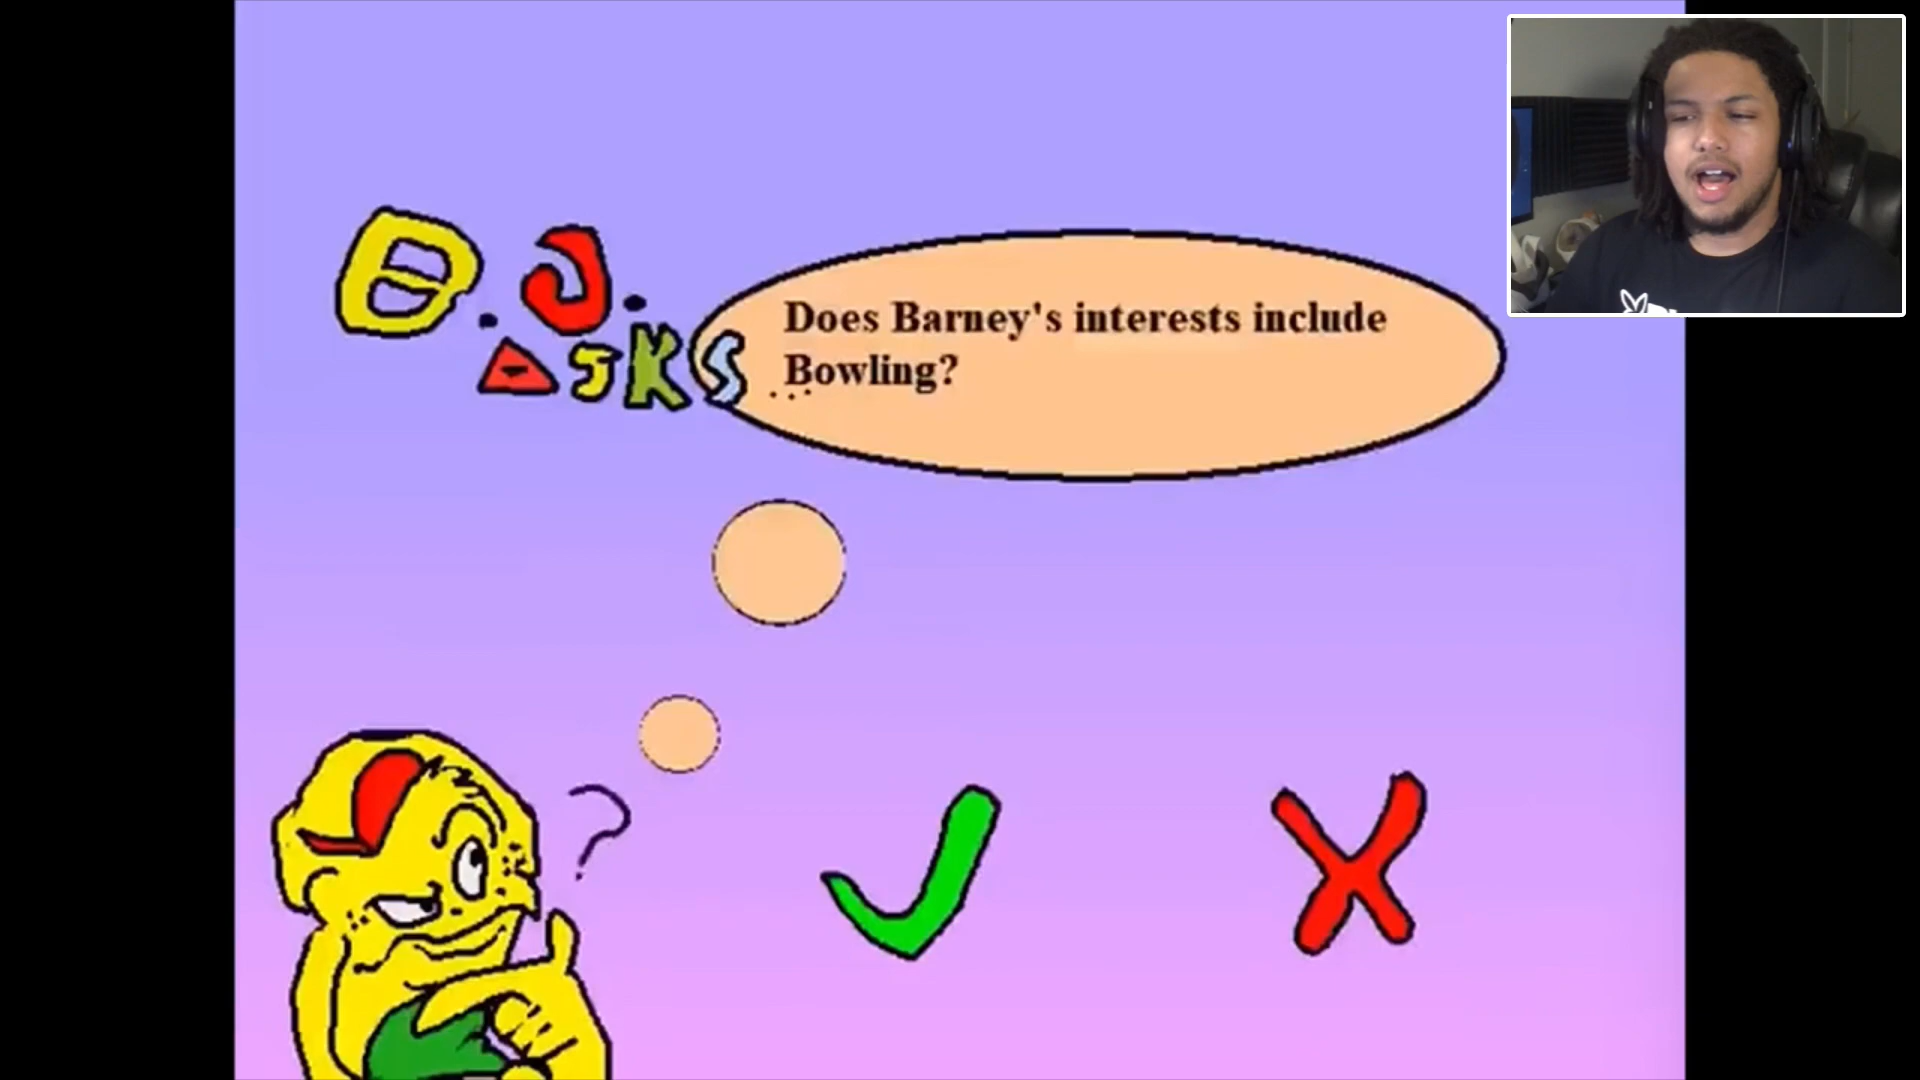 B.J.
ASKS...
Does Barney's interests include
Bowling?
?